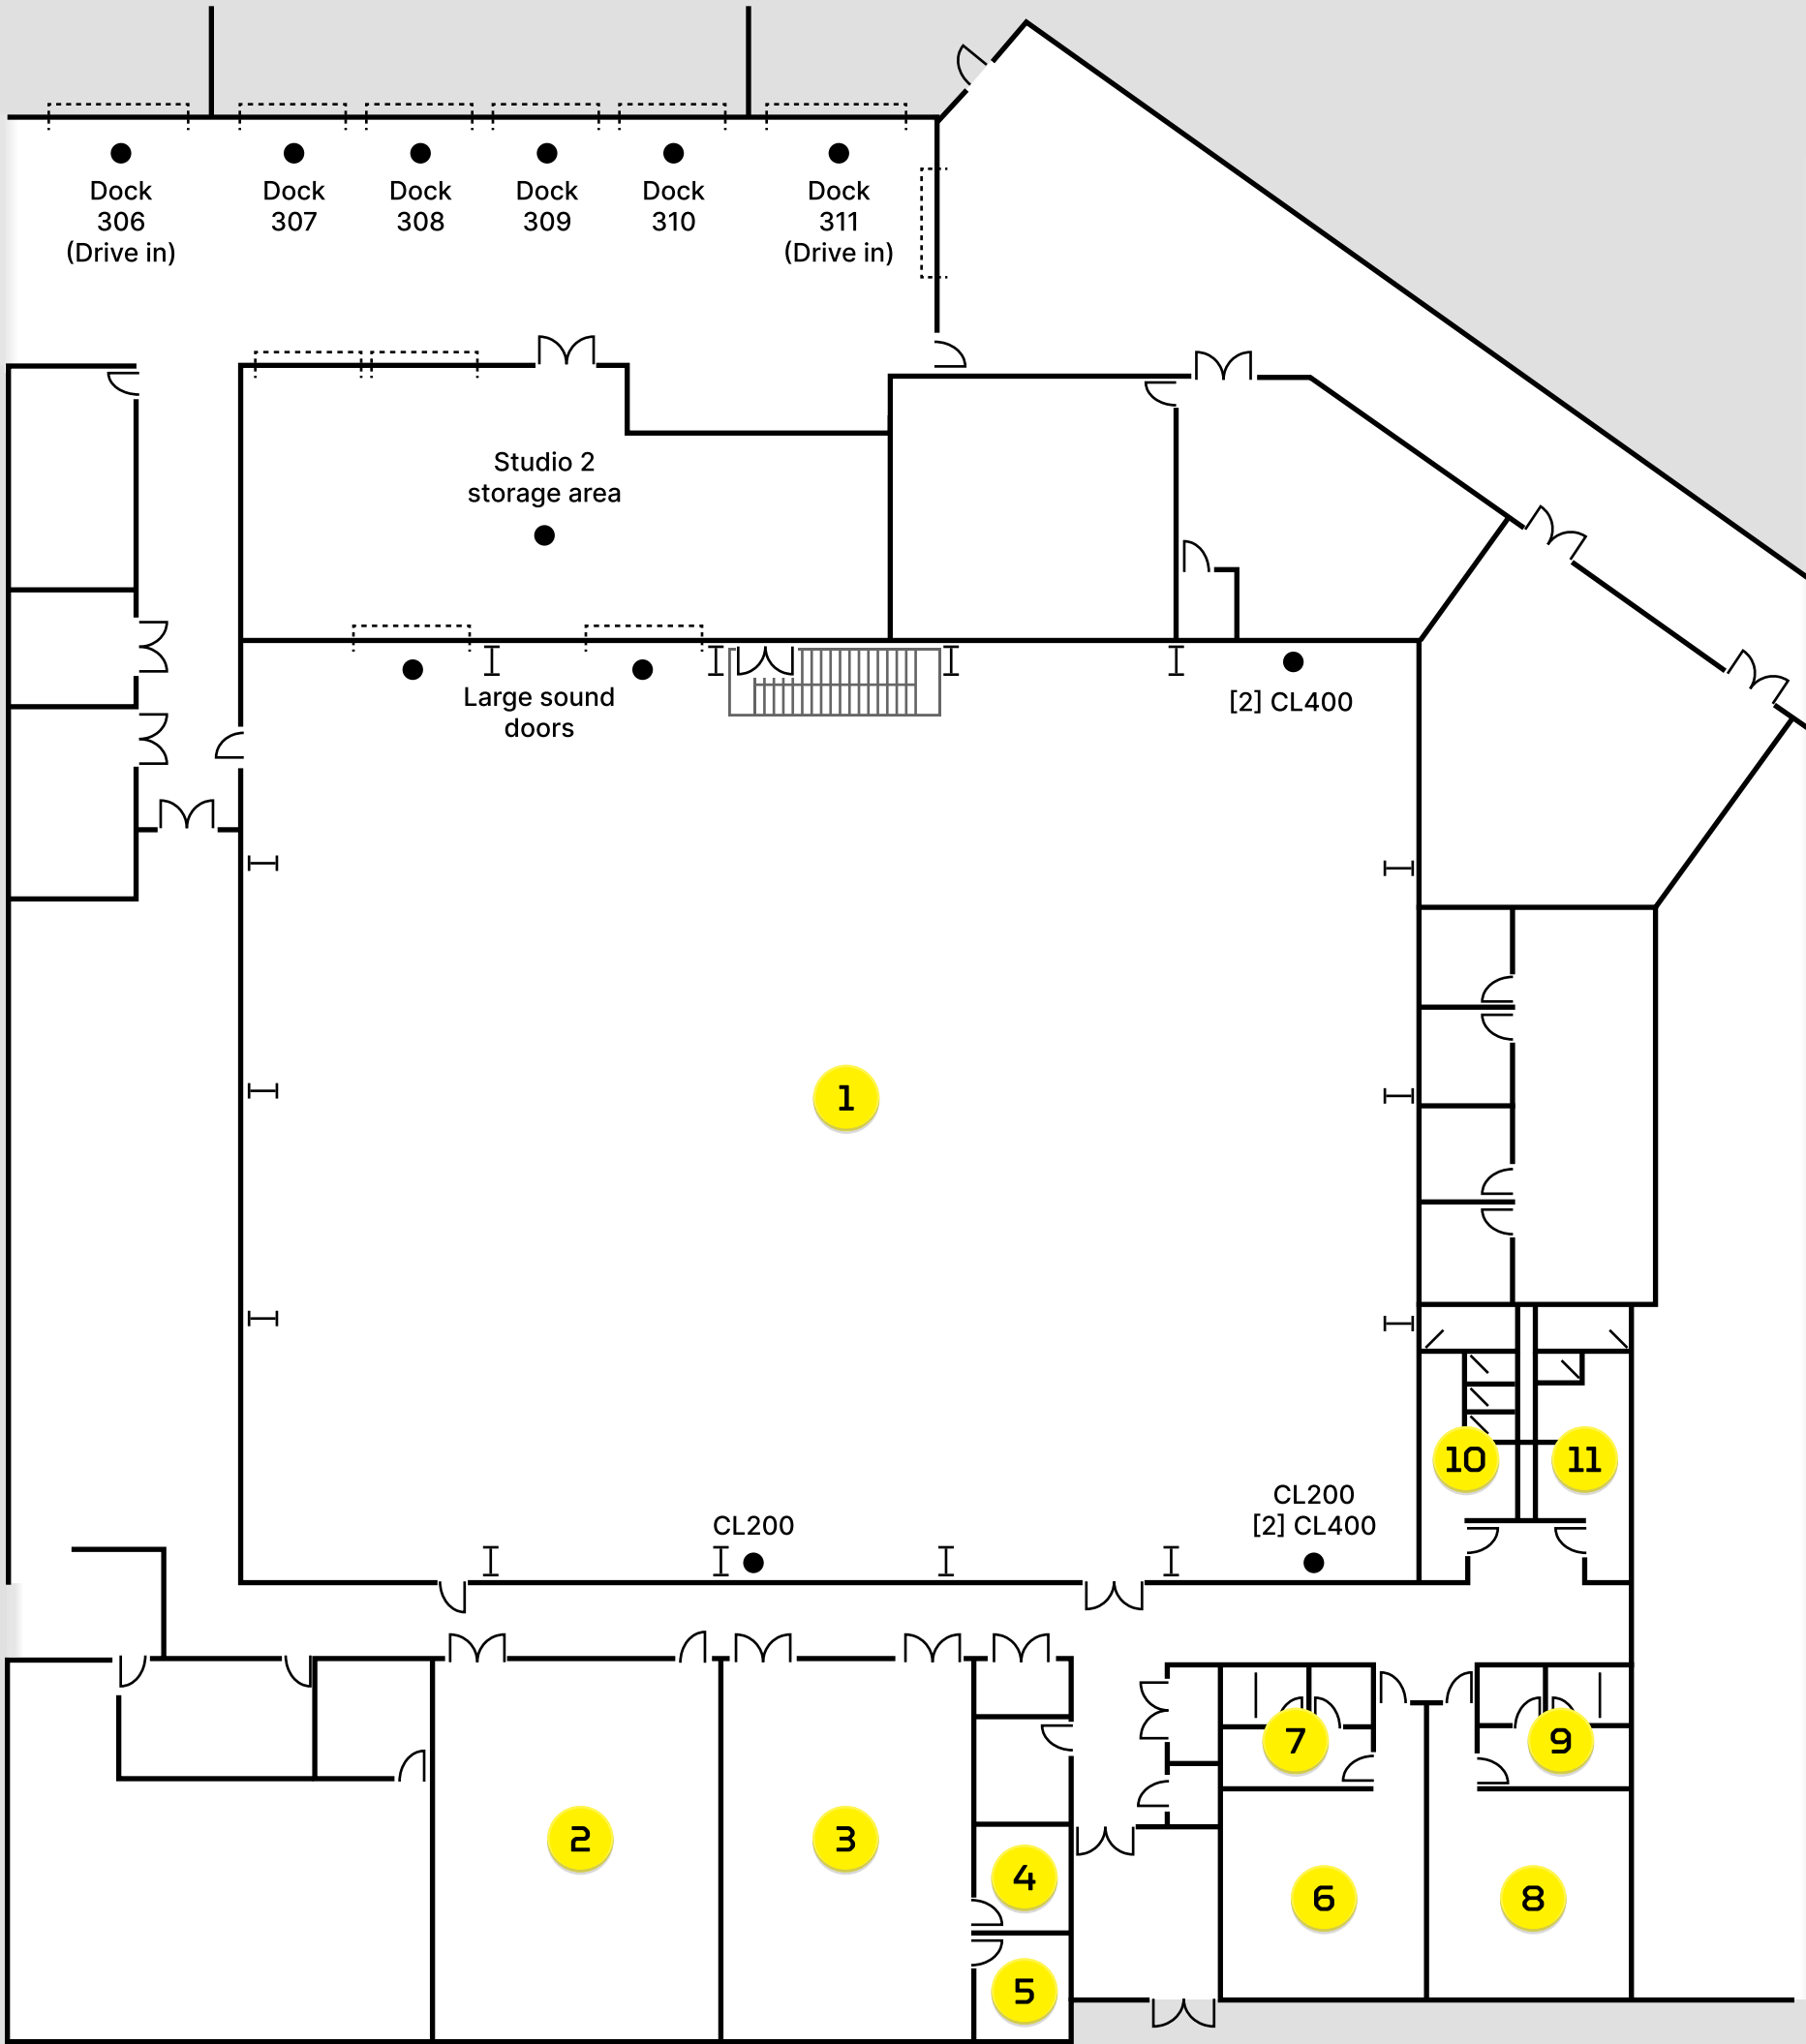 Dock
306
(Drive in)
Dock
307
Dock
308
Dock
309
Dock
310
Dock
311
(Drive in)
Studio 2
storage area
Large sound
doors
[2] CL400
1
CL200
CL200
[2] CL400
10
11
2
3
4
5
6
7
8
9